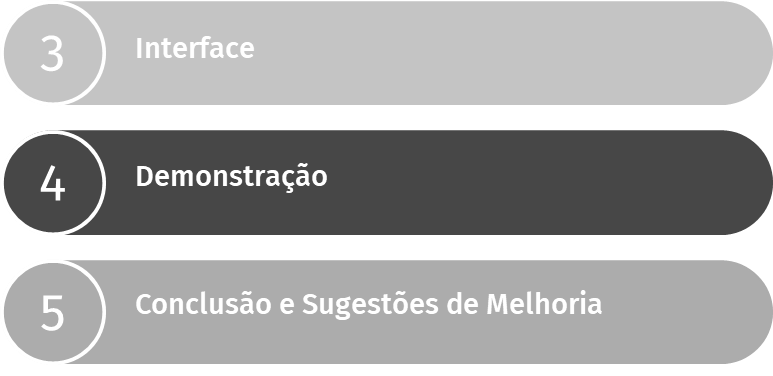 3 Interface
4 Demonstração
5 Conclusão e Sugestões de Melhoria